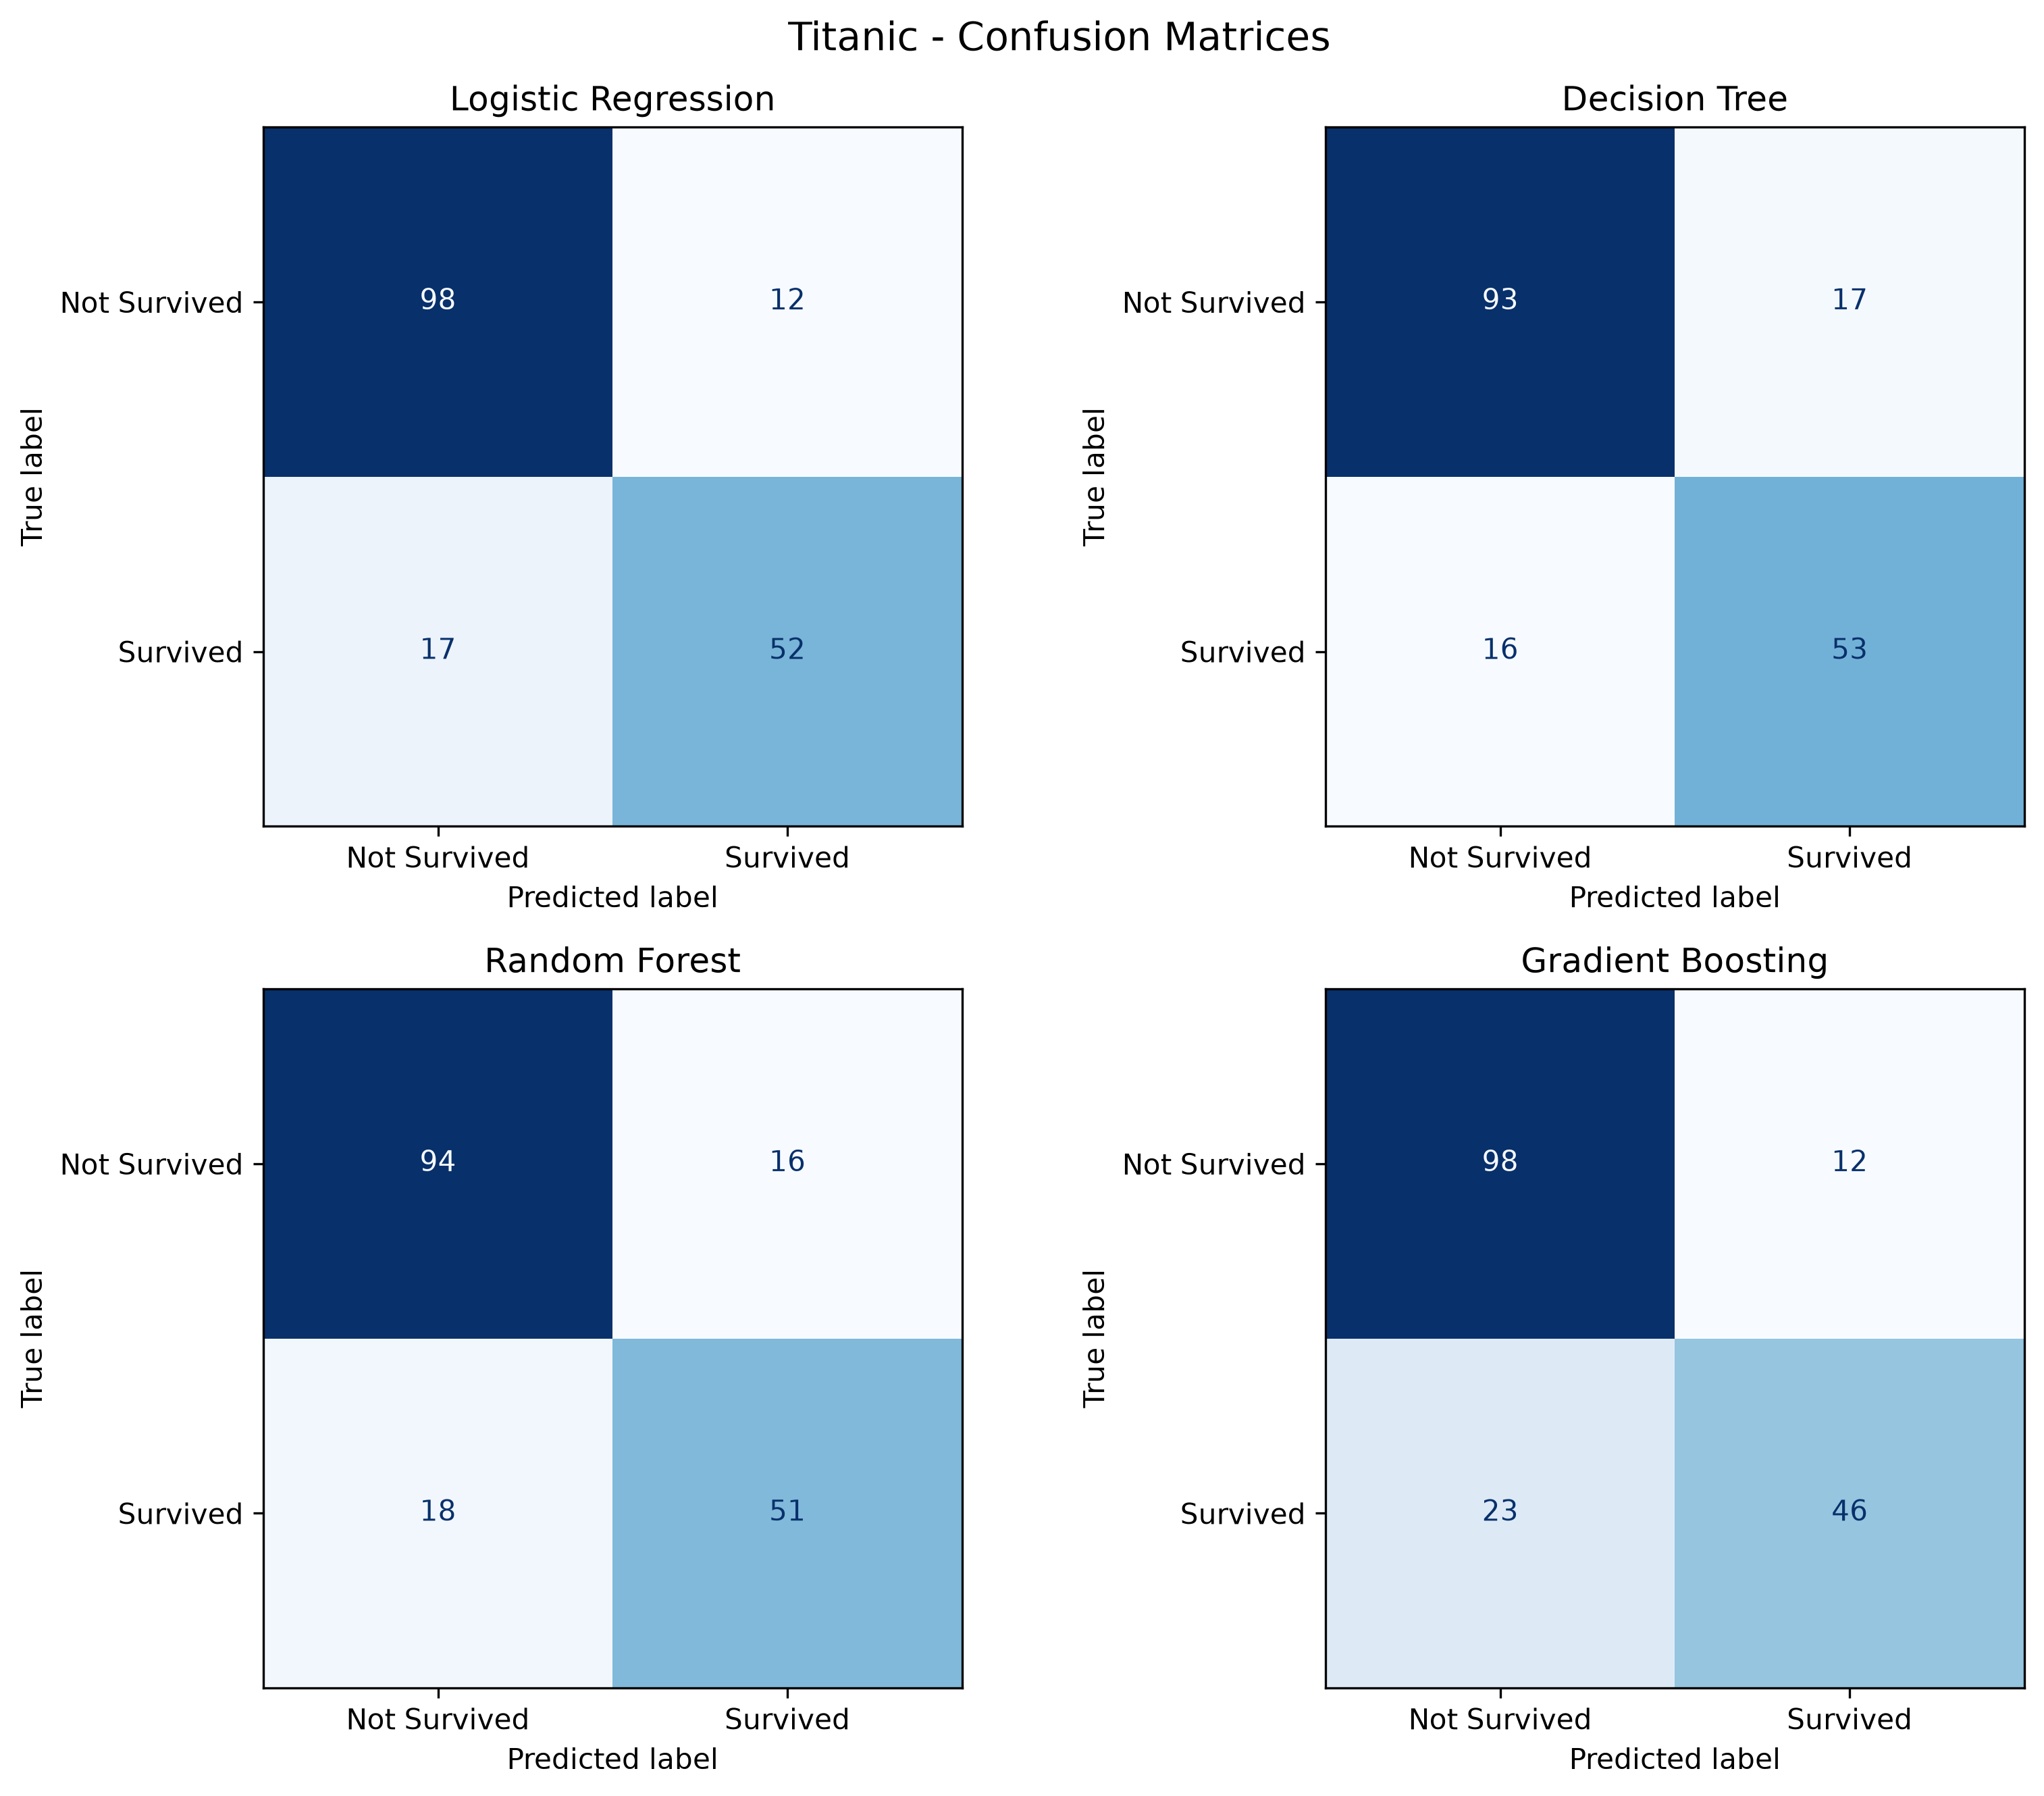 Titanic - Confusion Matrices
Logistic Regression
True label
Not Survived
98
12
Survived
17
52
Not Survived
Survived
Predicted label
Decision Tree
True label
Not Survived
93
17
Survived
16
53
Not Survived
Survived
Predicted label
Random Forest
True label
Not Survived
94
16
Survived
18
51
Not Survived
Survived
Predicted label
Gradient Boosting
True label
Not Survived
98
12
Survived
23
46
Not Survived
Survived
Predicted label